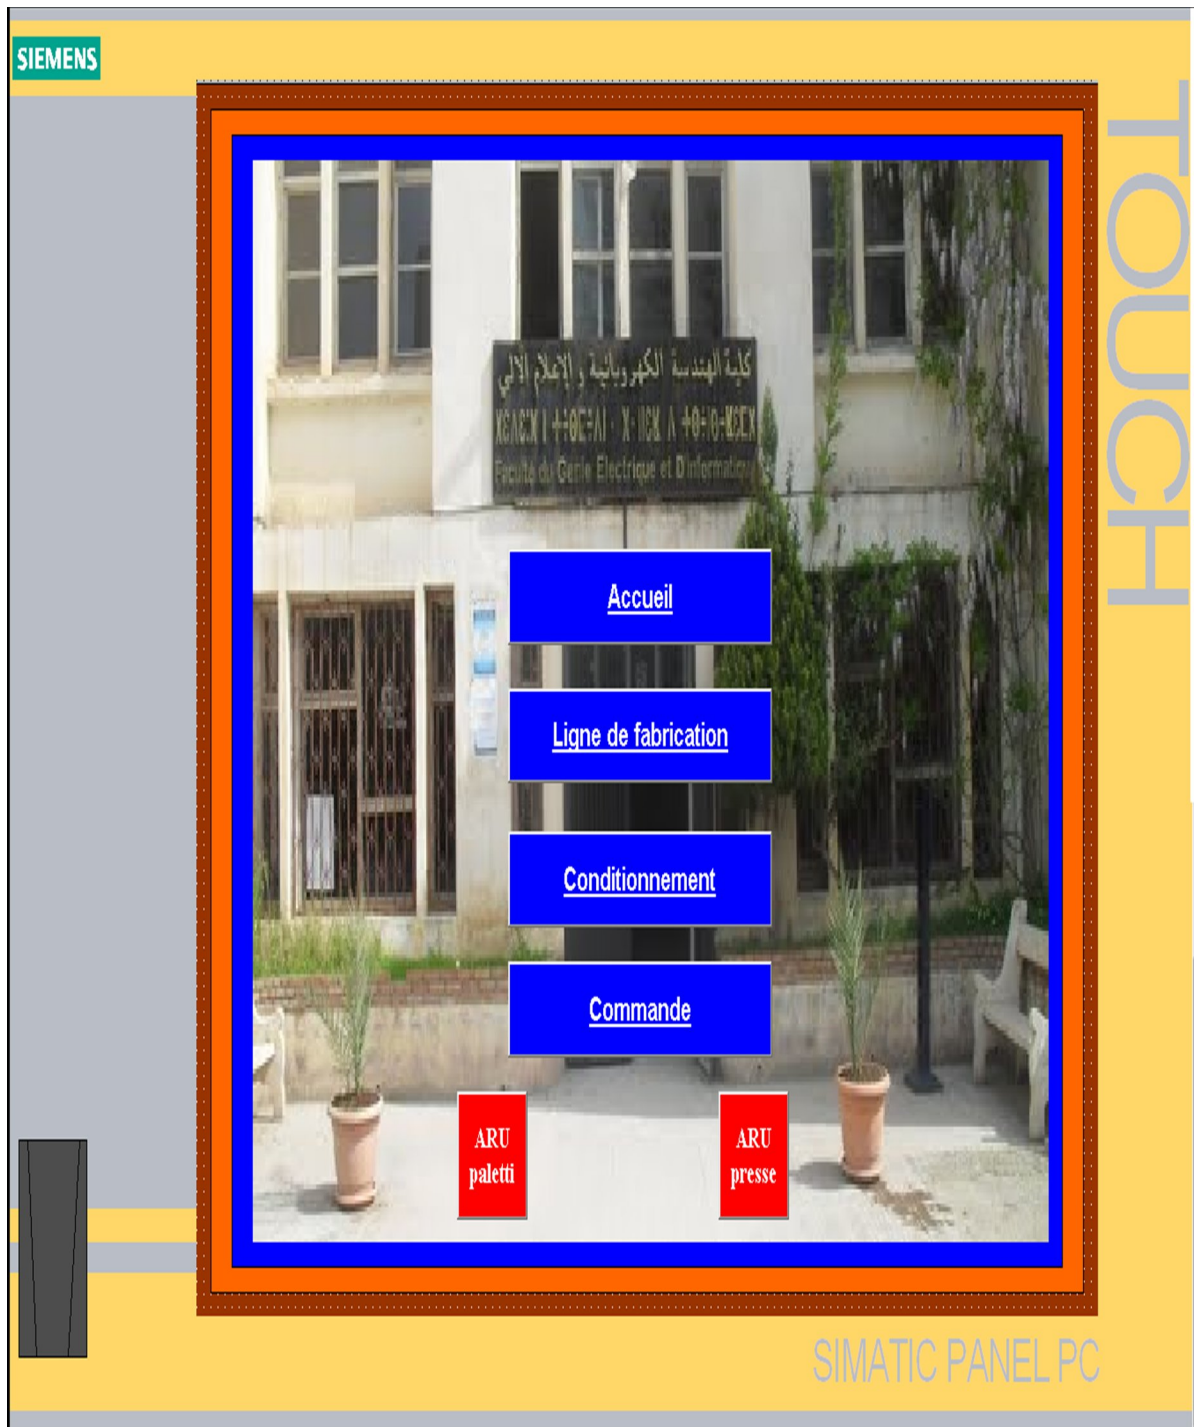 SIEMENS
TOUCH
كلية الهندسة الكهربائية و الإعلام الآلي
Faculté du Génie Electrique et D'informatique
Accueil
Ligne de fabrication
Conditionnement
Commande
ARU
paletti
ARU
presse
SIMATIC PANEL PC